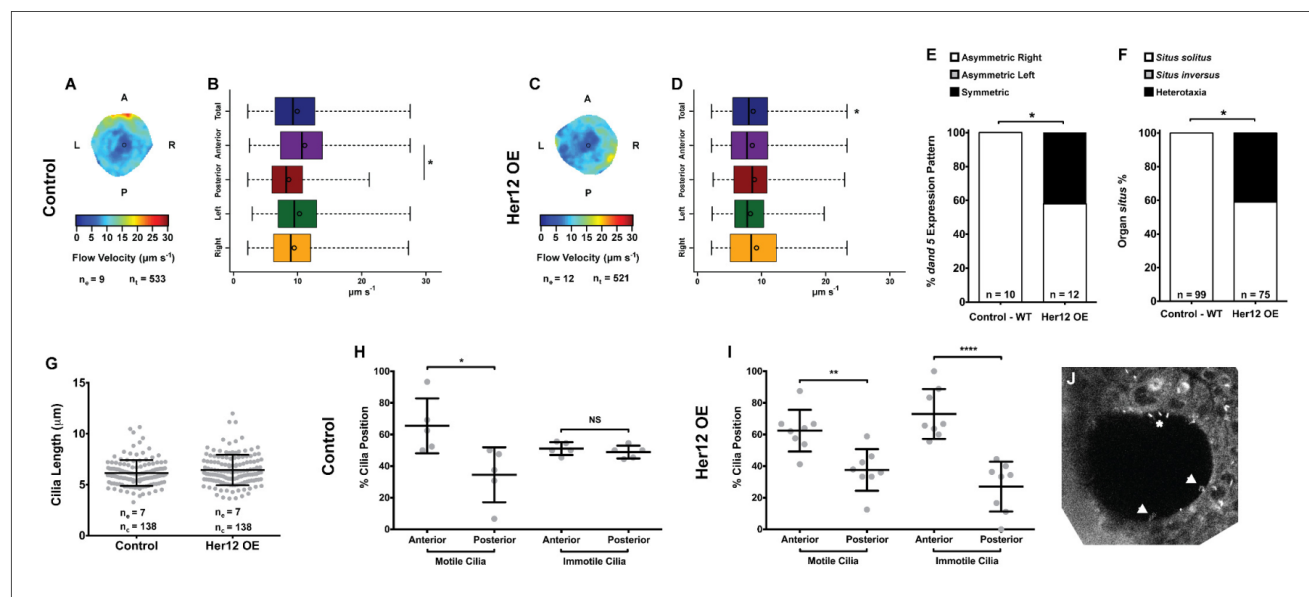 A
A
L
R
P
Control
0 5 10 15 20 25 30
Flow Velocity (μm s-1)
ne = 9 nt = 533
B
Total
Anterior
Posterior
Left
Right
*
0 10 20 30
μm s-1
C
A
L
R
P
Her12 OE
0 5 10 15 20 25 30
Flow Velocity (μm s-1)
ne = 12 nt = 521
D
Total
Anterior
Posterior
Left
Right
*
0 10 20 30
μm s-1
E
Asymmetric Right
Asymmetric Left
Symmetric
*
% dand 5 Expression Pattern
100
80
60
40
20
0
n = 10 n = 12
Control - WT Her12 OE
F
Situs solitus
Situs inversus
Heterotaxia
*
Organ situs %
100
80
60
40
20
0
n = 99 n = 75
Control - WT Her12 OE
G
Cilia Length (μm)
15
10
5
0
ne = 7 ne = 7
nc = 138 nc = 138
Control Her12 OE
H
Control
% Cilia Position
100
80
60
40
20
0
* NS
Anterior Posterior Anterior Posterior
Motile Cilia Immotile Cilia
I
Her12 OE
% Cilia Position
100
80
60
40
20
0
** ****
Anterior Posterior Anterior Posterior
Motile Cilia Immotile Cilia
J
*